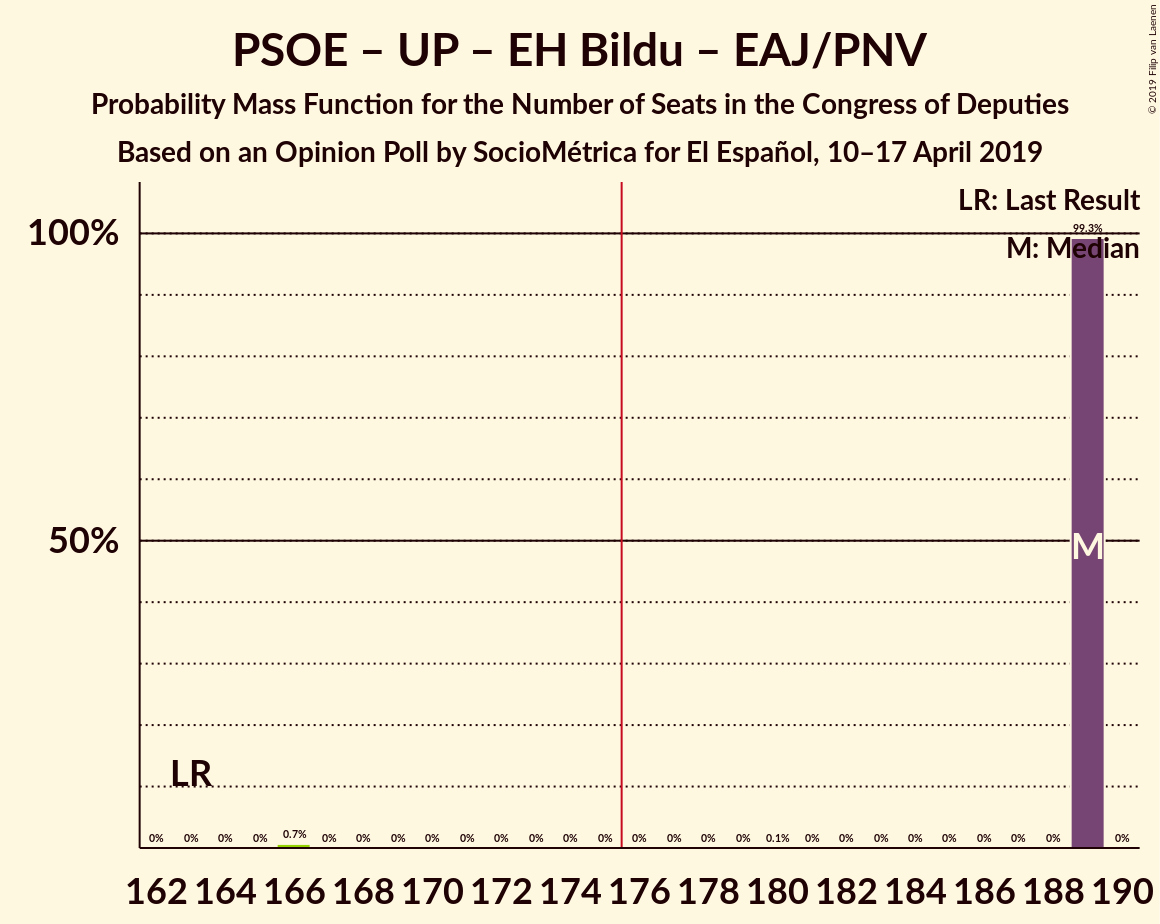 PSOE – UP – EH Bildu – EAJ/PNV
Probability Mass Function for the Number of Seats in the Congress of Deputies
Based on an Opinion Poll by SocioMétrica for El Español, 10–17 April 2019
© 2019 Filip van Laenen
LR: Last Result
M: Median
100%
50%
99.3%
M
LR
0% 0% 0% 0% 0.7% 0% 0% 0% 0% 0% 0% 0% 0% 0% 0% 0% 0% 0% 0.1% 0% 0% 0% 0% 0% 0% 0% 0% 0%
162 164 166 168 170 172 174 176 178 180 182 184 186 188 190